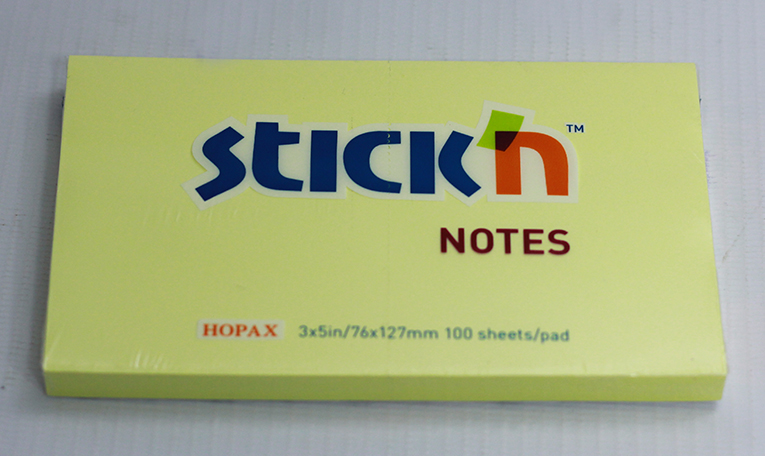 STICK'n™
NOTES
HOPAX 3x5in/76x127mm 100 sheets/pad